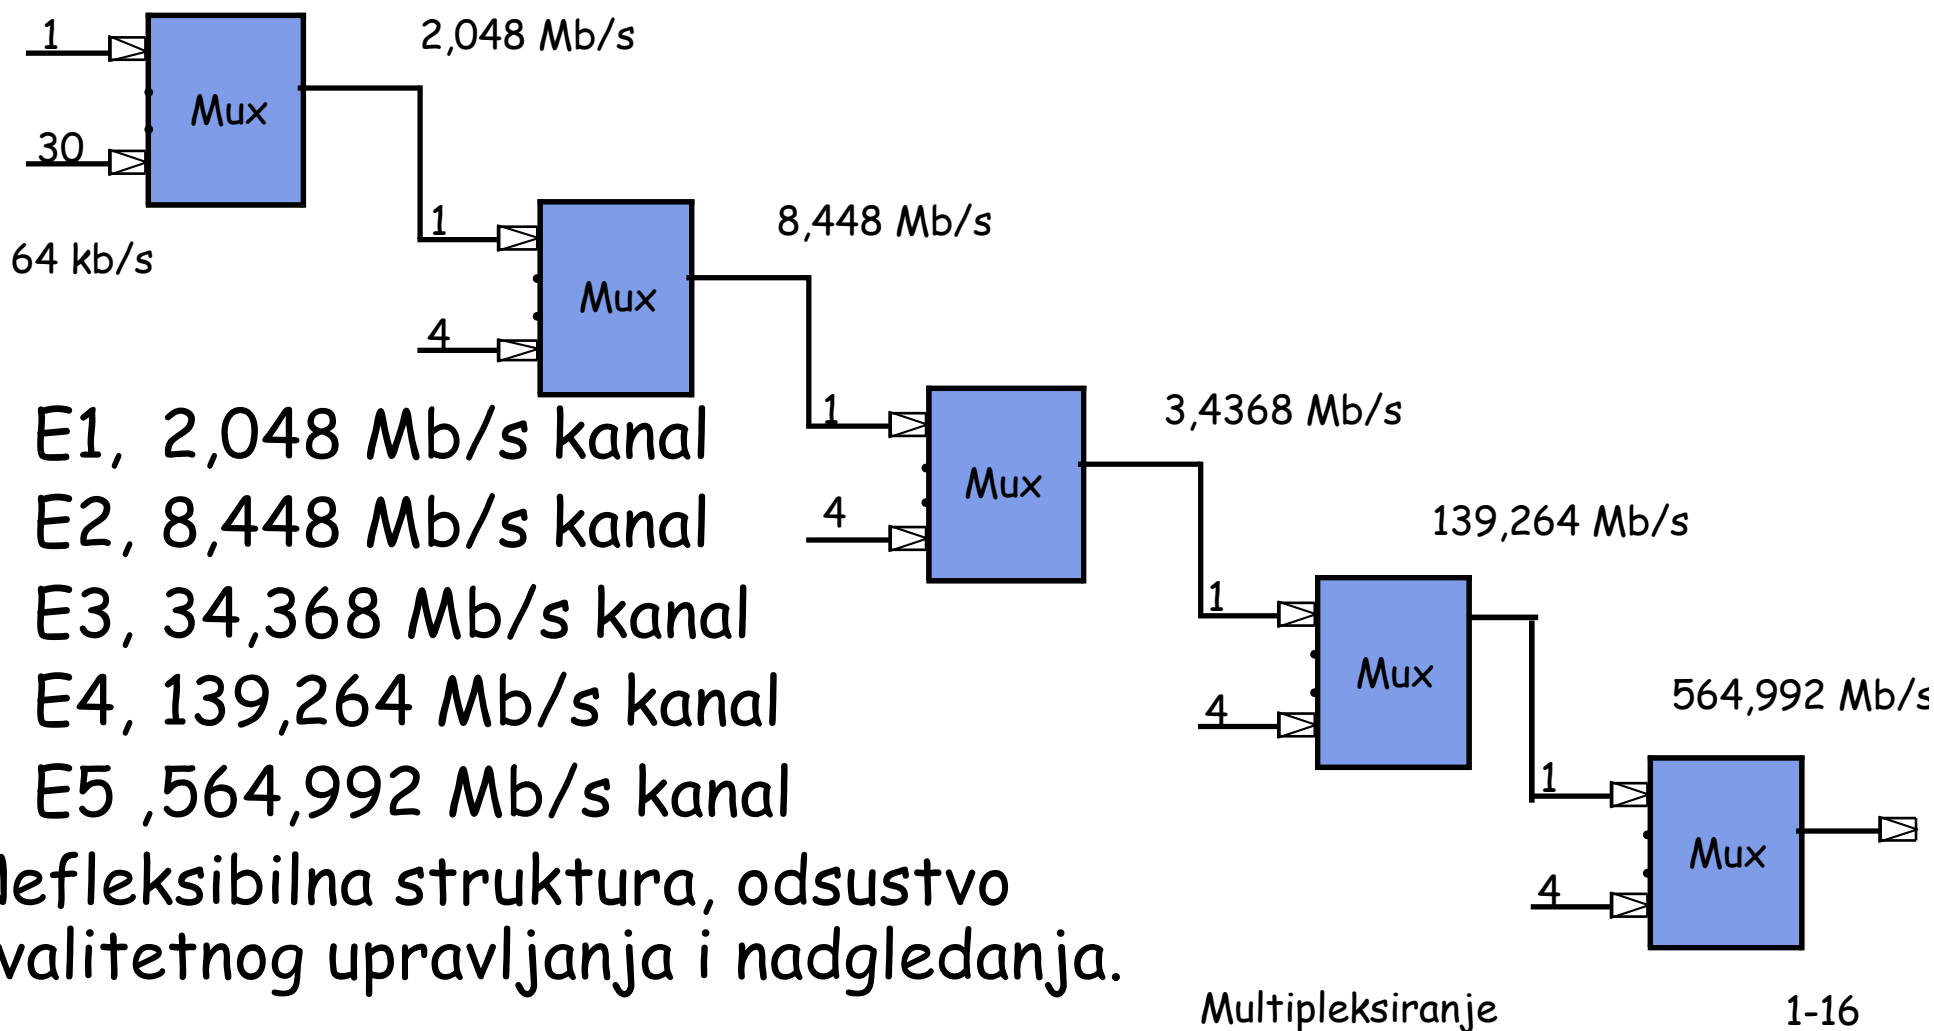 1
2,048 Mb/s
Mux
30
64 kb/s
1
8,448 Mb/s
Mux
4
1
3,4368 Mb/s
Mux
4
1
139,264 Mb/s
Mux
4
564,992 Mb/s
1
Mux
4
E1, 2,048 Mb/s kanal
E2, 8,448 Mb/s kanal
E3, 34,368 Mb/s kanal
E4, 139,264 Mb/s kanal
E5 ,564,992 Mb/s kanal
Nefleksibilna struktura, odsustvo
valitetnog upravljanja i nadgledanja.
Multipleksiranje 1-16